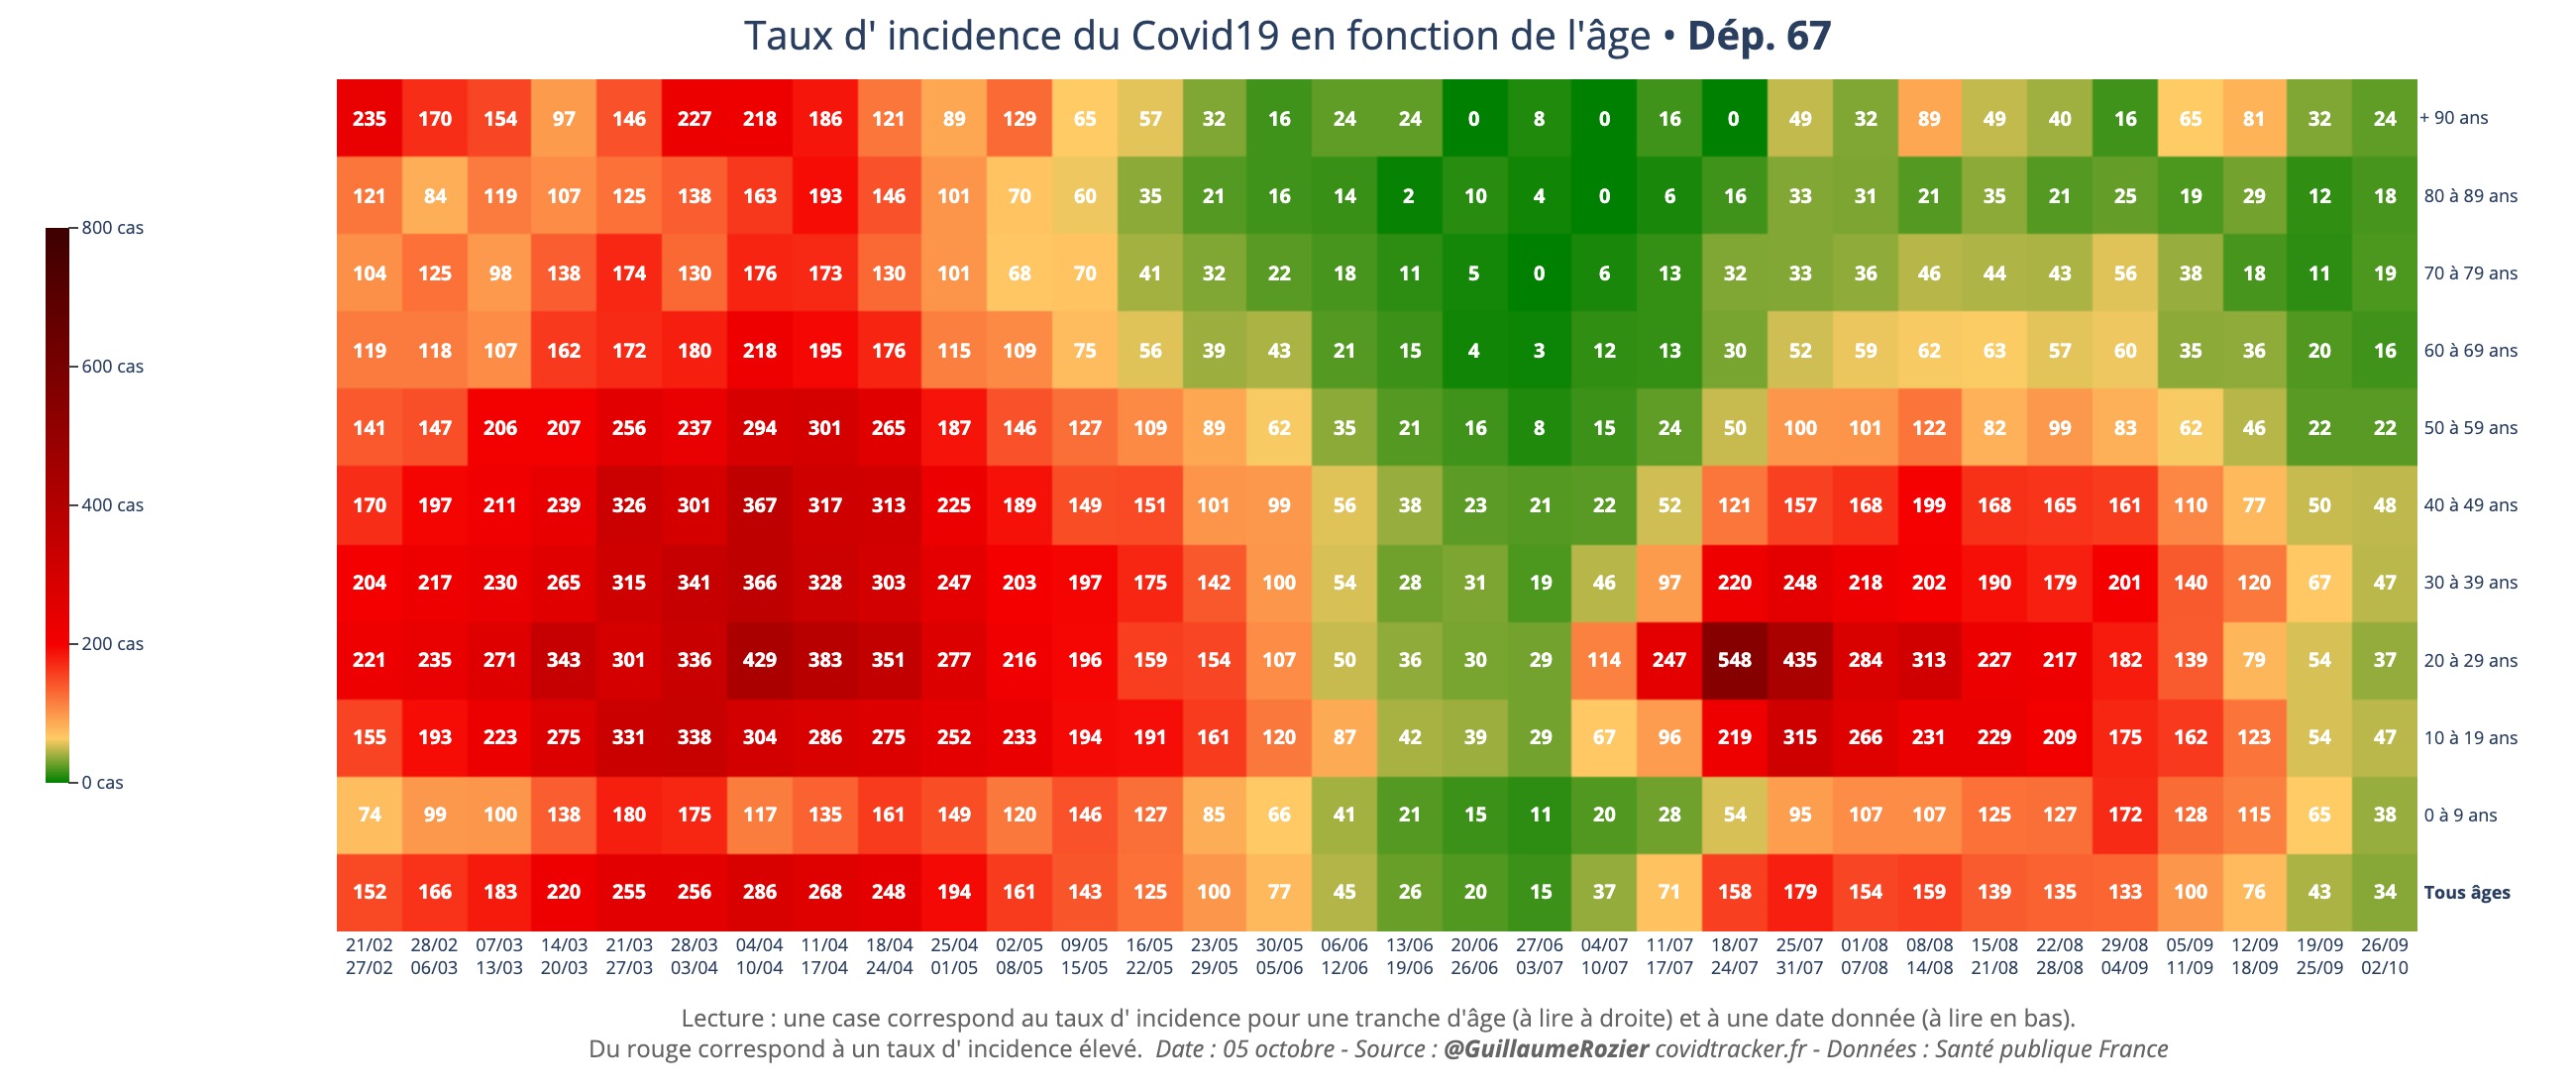 Taux d' incidence du Covid19 en fonction de l'âge • Dép. 67
800 cas
600 cas
400 cas
200 cas
0 cas
235 170 154 97 146 227 218 186 121 89 129 65 57 32 16 24 24 0 8 0 16 0 49 32 89 49 40 16 65 81 32 24 + 90 ans
121 84 119 107 125 138 163 193 146 101 70 60 35 21 16 14 2 10 4 0 6 16 33 31 21 35 21 25 19 29 12 18 80 à 89 ans
104 125 98 138 174 130 176 173 130 101 68 70 41 32 22 18 11 5 0 6 13 32 33 36 46 44 43 56 38 18 11 19 70 à 79 ans
119 118 107 162 172 180 218 195 176 115 109 75 56 39 43 21 15 4 3 12 13 30 52 59 62 63 57 60 35 36 20 16 60 à 69 ans
141 147 206 207 256 237 294 301 265 187 146 127 109 89 62 35 21 16 8 15 24 50 100 101 122 82 99 83 62 46 22 22 50 à 59 ans
170 197 211 239 326 301 367 317 313 225 189 149 151 101 99 56 38 23 21 22 52 121 157 168 199 168 165 161 110 77 50 48 40 à 49 ans
204 217 230 265 315 341 366 328 303 247 203 197 175 142 100 54 28 31 19 46 97 220 248 218 202 190 179 201 140 120 67 47 30 à 39 ans
221 235 271 343 301 336 429 383 351 277 216 196 159 154 107 50 36 30 29 114 247 548 435 284 313 227 217 182 139 79 54 37 20 à 29 ans
155 193 223 275 331 338 304 286 275 252 233 194 191 161 120 87 42 39 29 67 96 219 315 266 231 229 209 175 162 123 54 47 10 à 19 ans
74 99 100 138 180 175 117 135 161 149 120 146 127 85 66 41 21 15 11 20 28 54 95 107 107 125 127 172 128 115 65 38 0 à 9 ans
152 166 183 220 255 256 286 268 248 194 161 143 125 100 77 45 26 20 15 37 71 158 179 154 159 139 135 133 100 76 43 34 Tous âges
21/02 28/02 07/03 14/03 21/03 28/03 04/04 11/04 18/04 25/04 02/05 09/05 16/05 23/05 30/05 06/06 13/06 20/06 27/06 04/07 11/07 18/07 25/07 01/08 08/08 15/08 22/08 29/08 05/09 12/09 19/09 26/09
27/02 06/03 13/03 20/03 27/03 03/04 10/04 17/04 24/04 01/05 08/05 15/05 22/05 29/05 05/06 12/06 19/06 26/06 03/07 10/07 17/07 24/07 31/07 07/08 14/08 21/08 28/08 04/09 11/09 18/09 25/09 02/10
Lecture : une case correspond au taux d' incidence pour une tranche d'âge (à lire à droite) et à une date donnée (à lire en bas).
Du rouge correspond à un taux d' incidence élevé. Date : 05 octobre - Source : @GuillaumeRozier covidtracker.fr - Données : Santé publique France